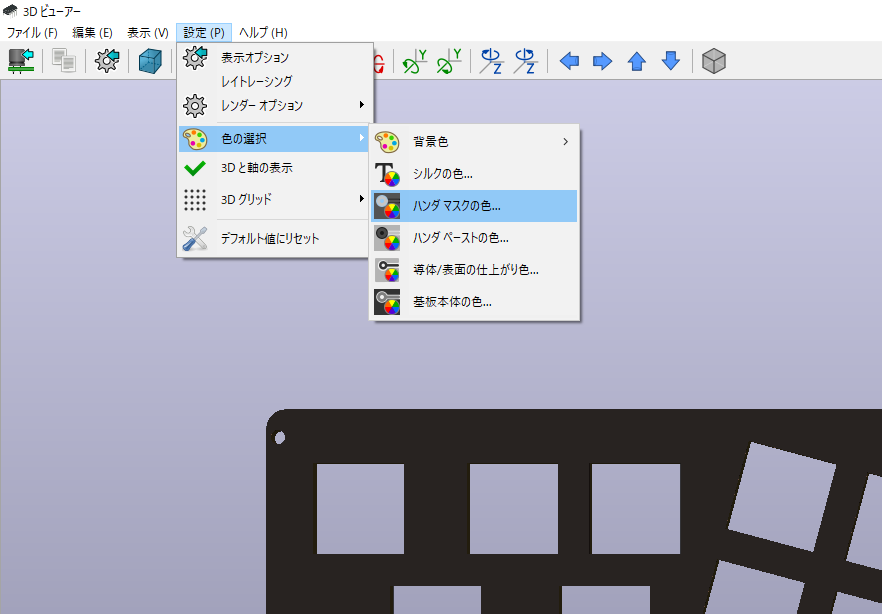 3D ビューアー
ファイル (F) 編集 (E) 表示 (V) 設定 (P) ヘルプ (H)
表示オプション
レイトレーシング
レンダー オプション
色の選択
3D と軸の表示
3D グリッド
デフォルト値にリセット
背景色
シルクの色...
ハンダ マスクの色...
ハンダ ペーストの色...
導体/表面の仕上がり色...
基板本体の色...
Y
Y
Z
Z